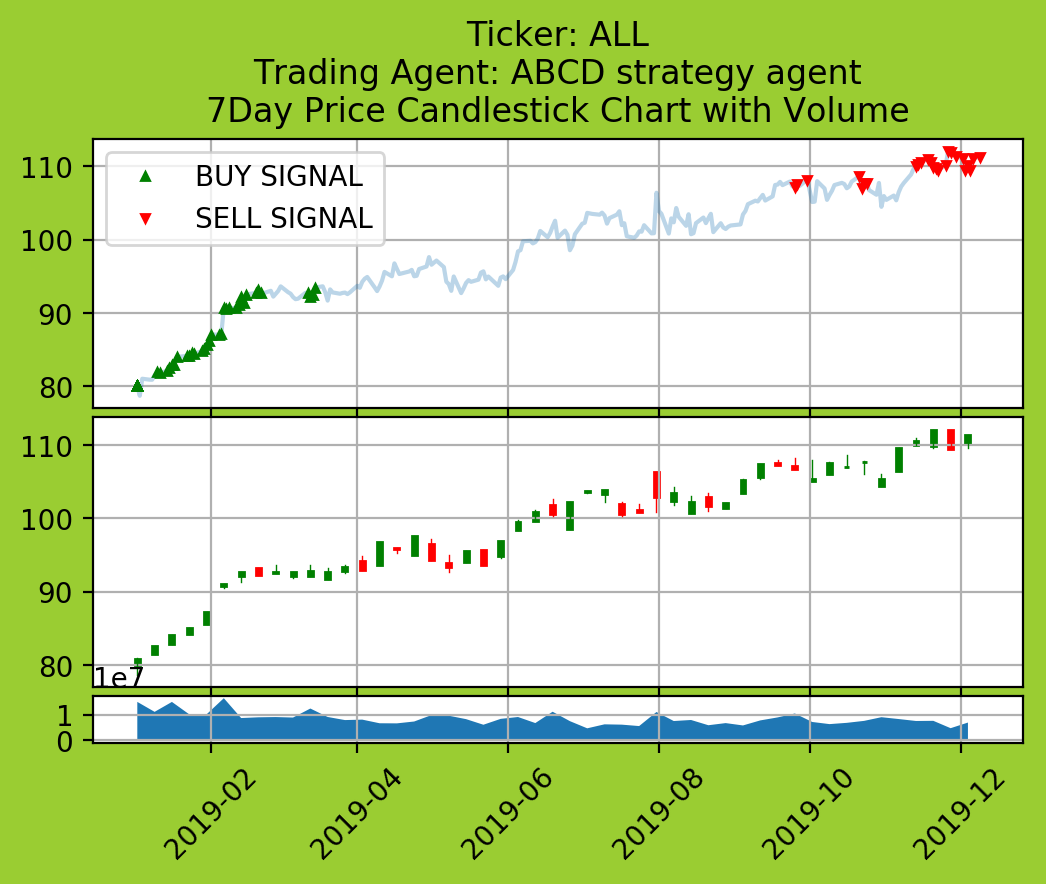 Ticker: ALL
Trading Agent: ABCD strategy agent
7Day Price Candlestick Chart with Volume
BUY SIGNAL
SELL SIGNAL
110
100
90
80
110
100
90
80
1e7
1
0
2019-02
2019-04
2019-06
2019-08
2019-10
2019-12